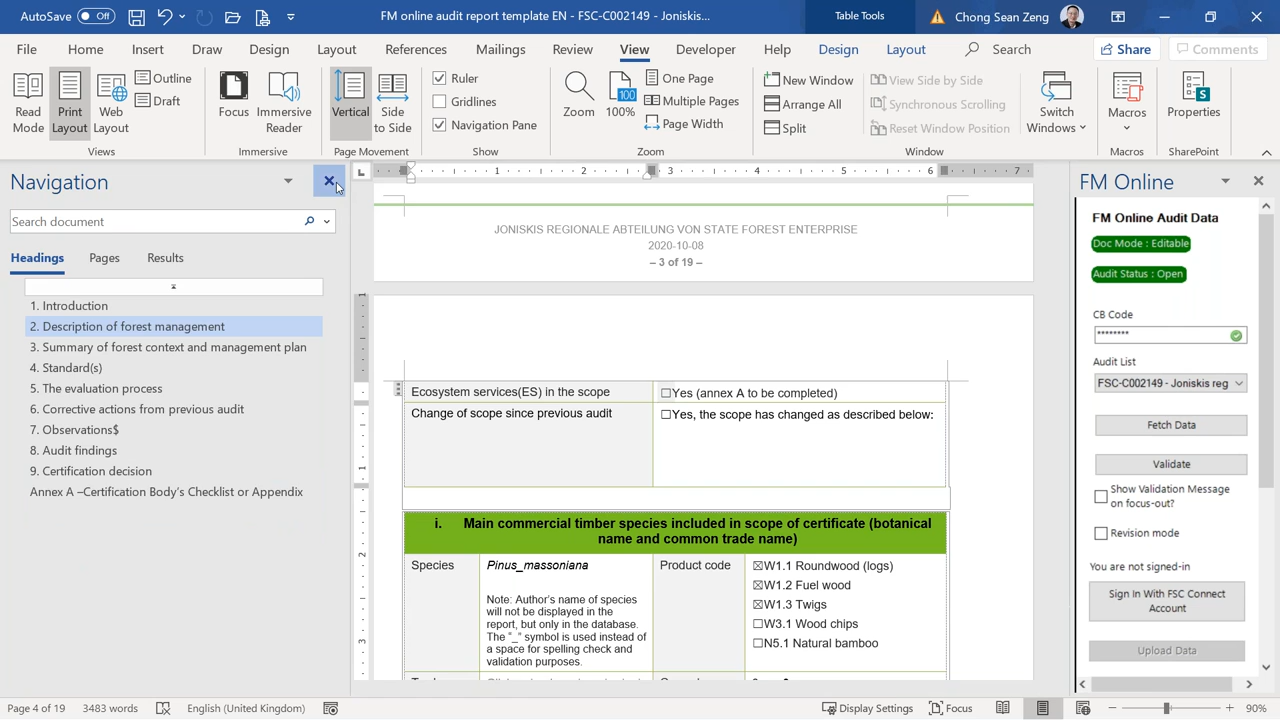 AutoSave Off FM online audit report template EN - FSC-C002149 - Joniskis... Table Tools Chong Sean Zeng
File Home Insert Draw Design Layout References Mailings Review View Developer Help Design Layout Search Share Comments
Read Mode
Print Layout
Web Layout
Outline
Draft
Views
Focus
Immersive Reader
Immersive
Vertical
Side to Side
Page Movement
Ruler
Gridlines
Navigation Pane
Show
Zoom
100
100%
One Page
Multiple Pages
Page Width
Zoom
New Window
Arrange All
Split
View Side by Side
Synchronous Scrolling
Reset Window Position
Switch Windows
Window
Macros
Macros
Properties
SharePoint
Navigation
Search document
Headings Pages Results
1. Introduction
2. Description of forest management
3. Summary of forest context and management plan
4. Standard(s)
5. The evaluation process
6. Corrective actions from previous audit
7. Observations$
8. Audit findings
9. Certification decision
Annex A –Certification Body's Checklist or Appendix
1 2 3 4 5 6 7
JONISKIS REGIONALE ABTEILUNG VON STATE FOREST ENTERPRISE
2020-10-08
– 3 of 19 –
Ecosystem services(ES) in the scope ☐Yes (annex A to be completed)
Change of scope since previous audit ☐Yes, the scope has changed as described below:
i. Main commercial timber species included in scope of certificate (botanical
name and common trade name)
Species Pinus_massoniana Product code ☒W1.1 Roundwood (logs)
☒W1.2 Fuel wood
☒W1.3 Twigs
☐W3.1 Wood chips
☐N5.1 Natural bamboo
Note: Author's name of species
will not be displayed in the
report, but only in the database.
The "_" symbol is used instead of
a space for spelling check and
validation purposes.
FM Online
FM Online Audit Data
Doc Mode : Editable
Audit Status : Open
CB Code
********
Audit List
FSC-C002149 - Joniskis reg
Fetch Data
Validate
Show Validation Message
on focus-out?
Revision mode
You are not signed-in
Sign In With FSC Connect
Account
Upload Data
Page 4 of 19 3483 words English (United Kingdom) Display Settings Focus 90%